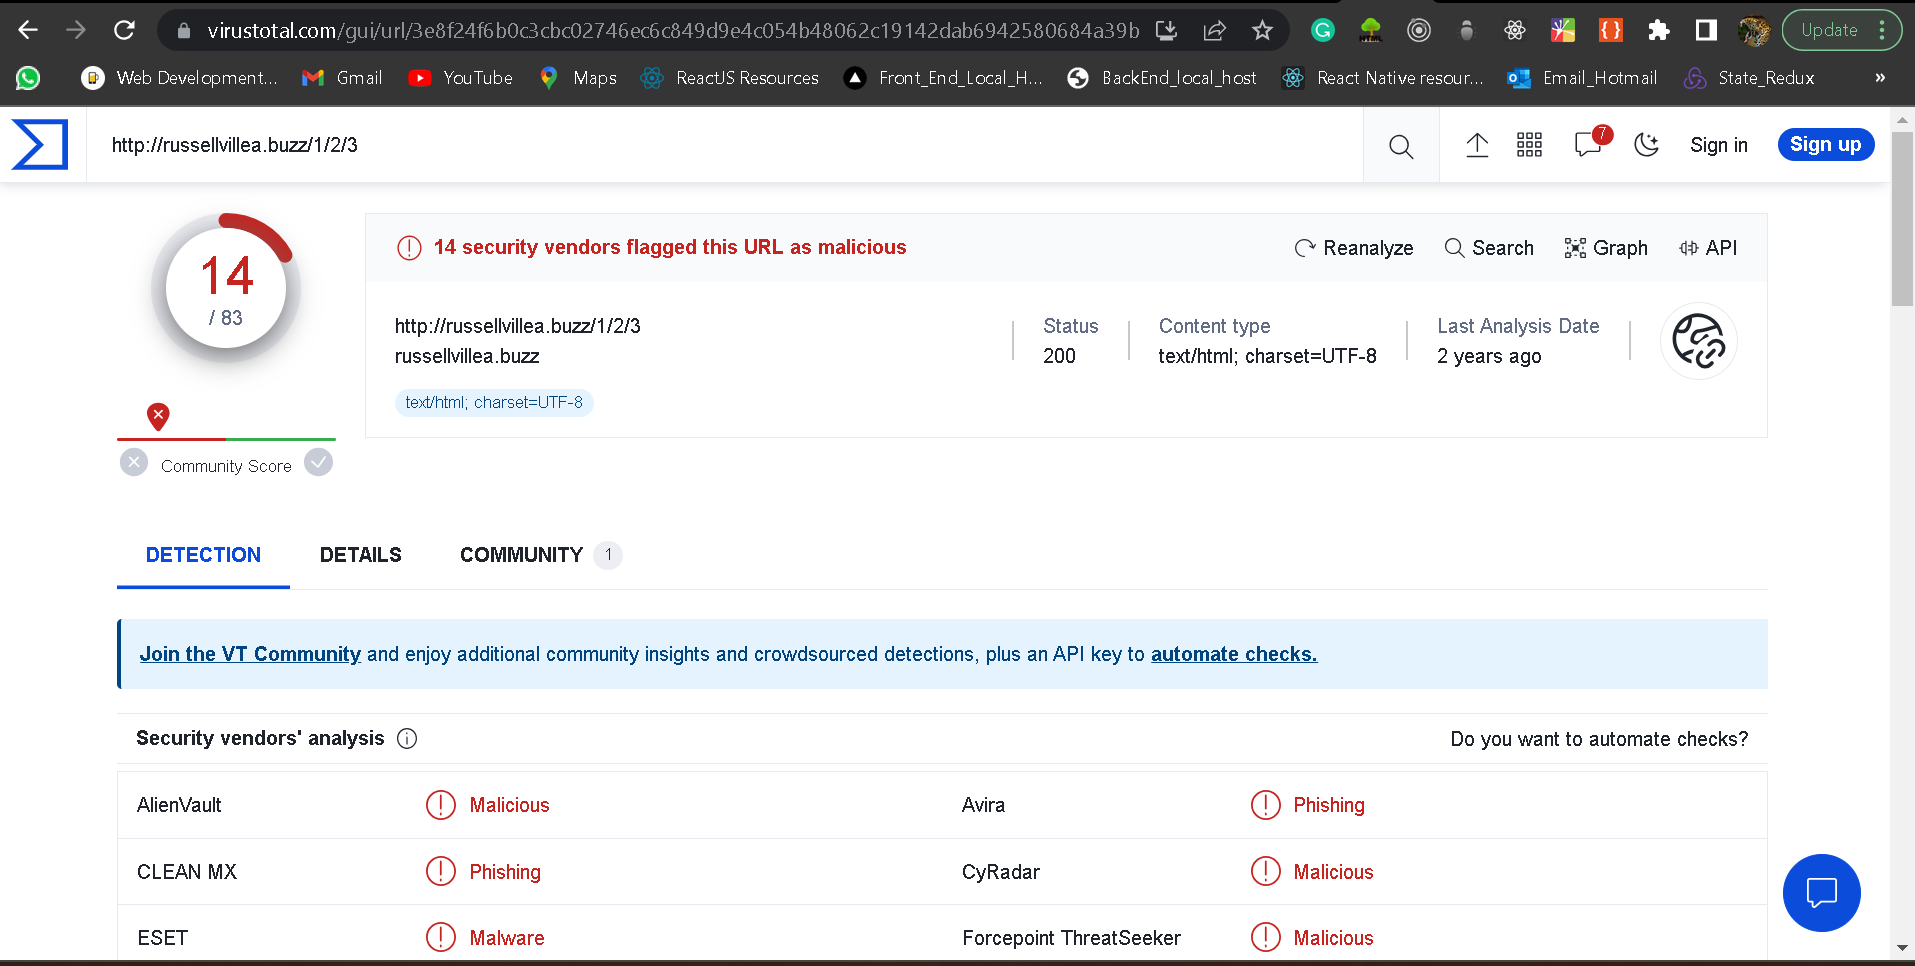 virustotal.com/gui/url/3e8f24f6b0c3cbc02746ec6c849d9e4c054b48062c19142dab6942580684a39b
Update
Web Development...
Gmail
YouTube
Maps
ReactJS Resources
Front_End_Local_H...
BackEnd_local_host
React Native resour...
Email_Hotmail
State_Redux
»
http://russellvillea.buzz/1/2/3
7
Sign in
Sign up
14
/ 83
14 security vendors flagged this URL as malicious
Reanalyze
Search
Graph
API
http://russellvillea.buzz/1/2/3
russellvillea.buzz
text/html; charset=UTF-8
Status
200
Content type
text/html; charset=UTF-8
Last Analysis Date
2 years ago
Community Score
DETECTION
DETAILS
COMMUNITY 1
Join the VT Community and enjoy additional community insights and crowdsourced detections, plus an API key to automate checks.
Security vendors' analysis
Do you want to automate checks?
AlienVault Malicious Avira Phishing
CLEAN MX Phishing CyRadar Malicious
ESET Malware Forcepoint ThreatSeeker Malicious